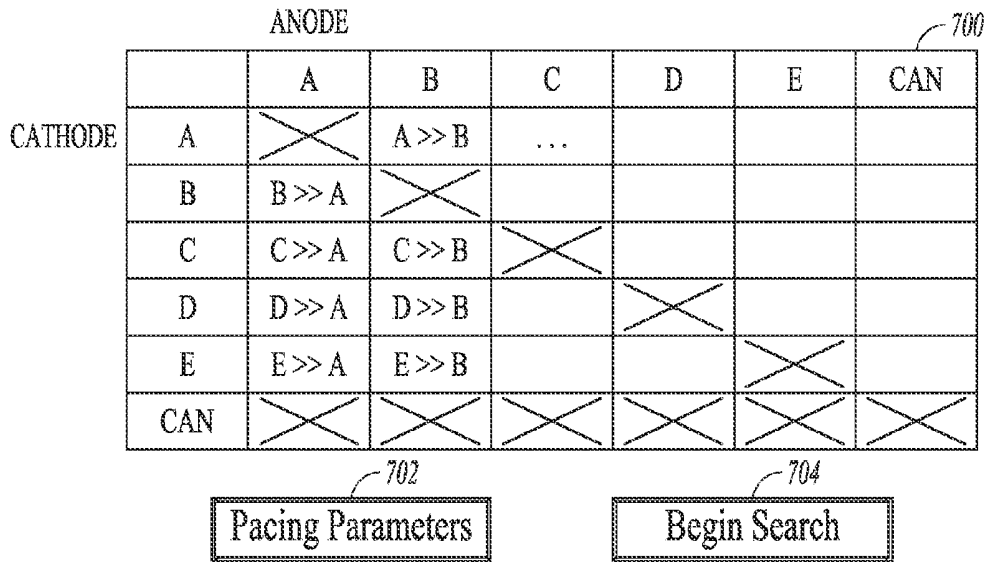 ANODE
700
A B C D E CAN
CATHODE A A >> B ...
B B >> A
C C >> A C >> B
D D >> A D >> B
E E >> A E >> B
CAN
702 704
Pacing Parameters Begin Search